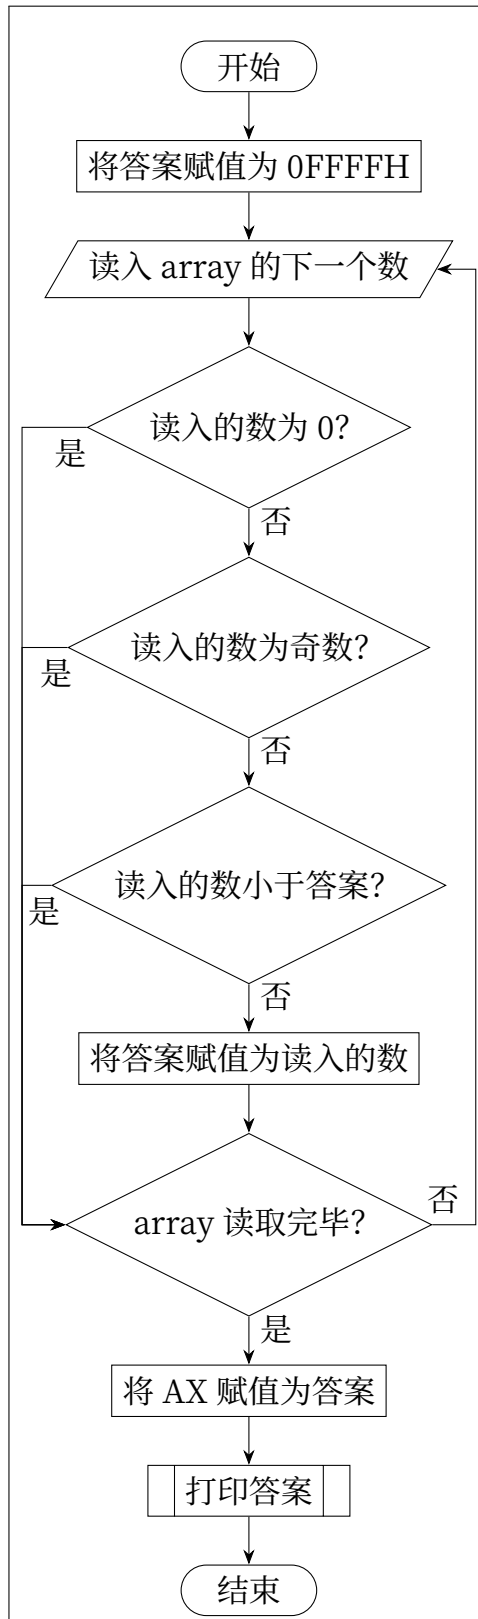 开始
将答案赋值为 0FFFFH
读入 array 的下一个数
读入的数为 0?
是
否
读入的数为奇数?
是
否
读入的数小于答案?
是
否
将答案赋值为读入的数
array 读取完毕?
否
是
将 AX 赋值为答案
打印答案
结束